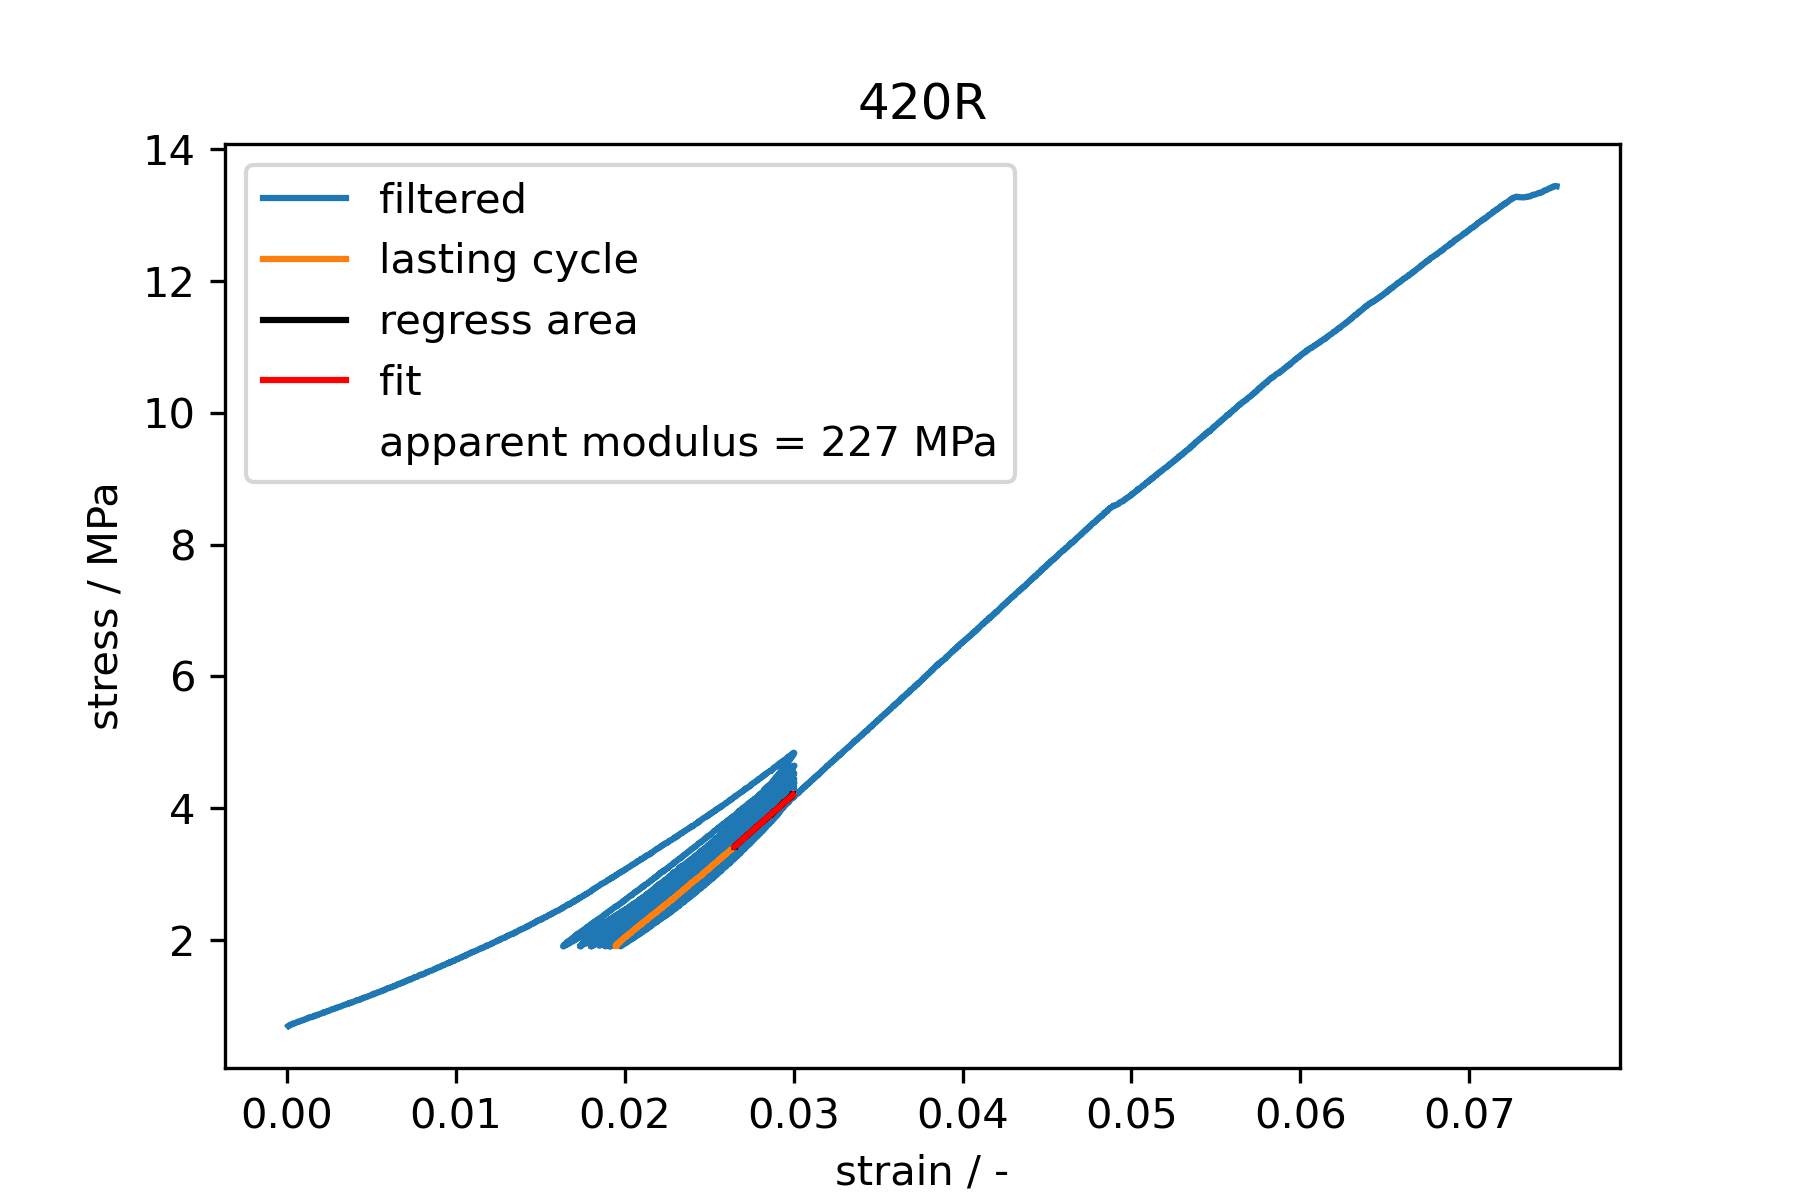 420R
14
12
10
8
6
4
2
stress / MPa
filtered
lasting cycle
regress area
fit
apparent modulus = 227 MPa
0.00 0.01 0.02 0.03 0.04 0.05 0.06 0.07
strain / -